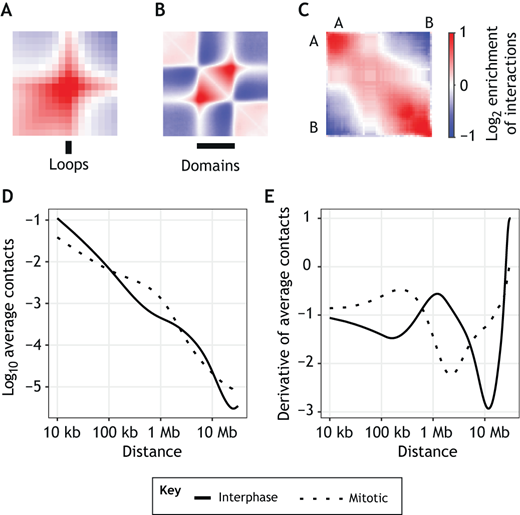 A
B
C
A
B
A
B
1
0
−1
Log2 enrichment
of interactions
Loops
Domains
D
−1
−2
−3
−4
−5
Log10 average contacts
10 kb
100 kb
1 Mb
10 Mb
Distance
E
1
0
−1
−2
−3
Derivative of average contacts
10 kb
100 kb
1 Mb
10 Mb
Distance
Key
Interphase
Mitotic